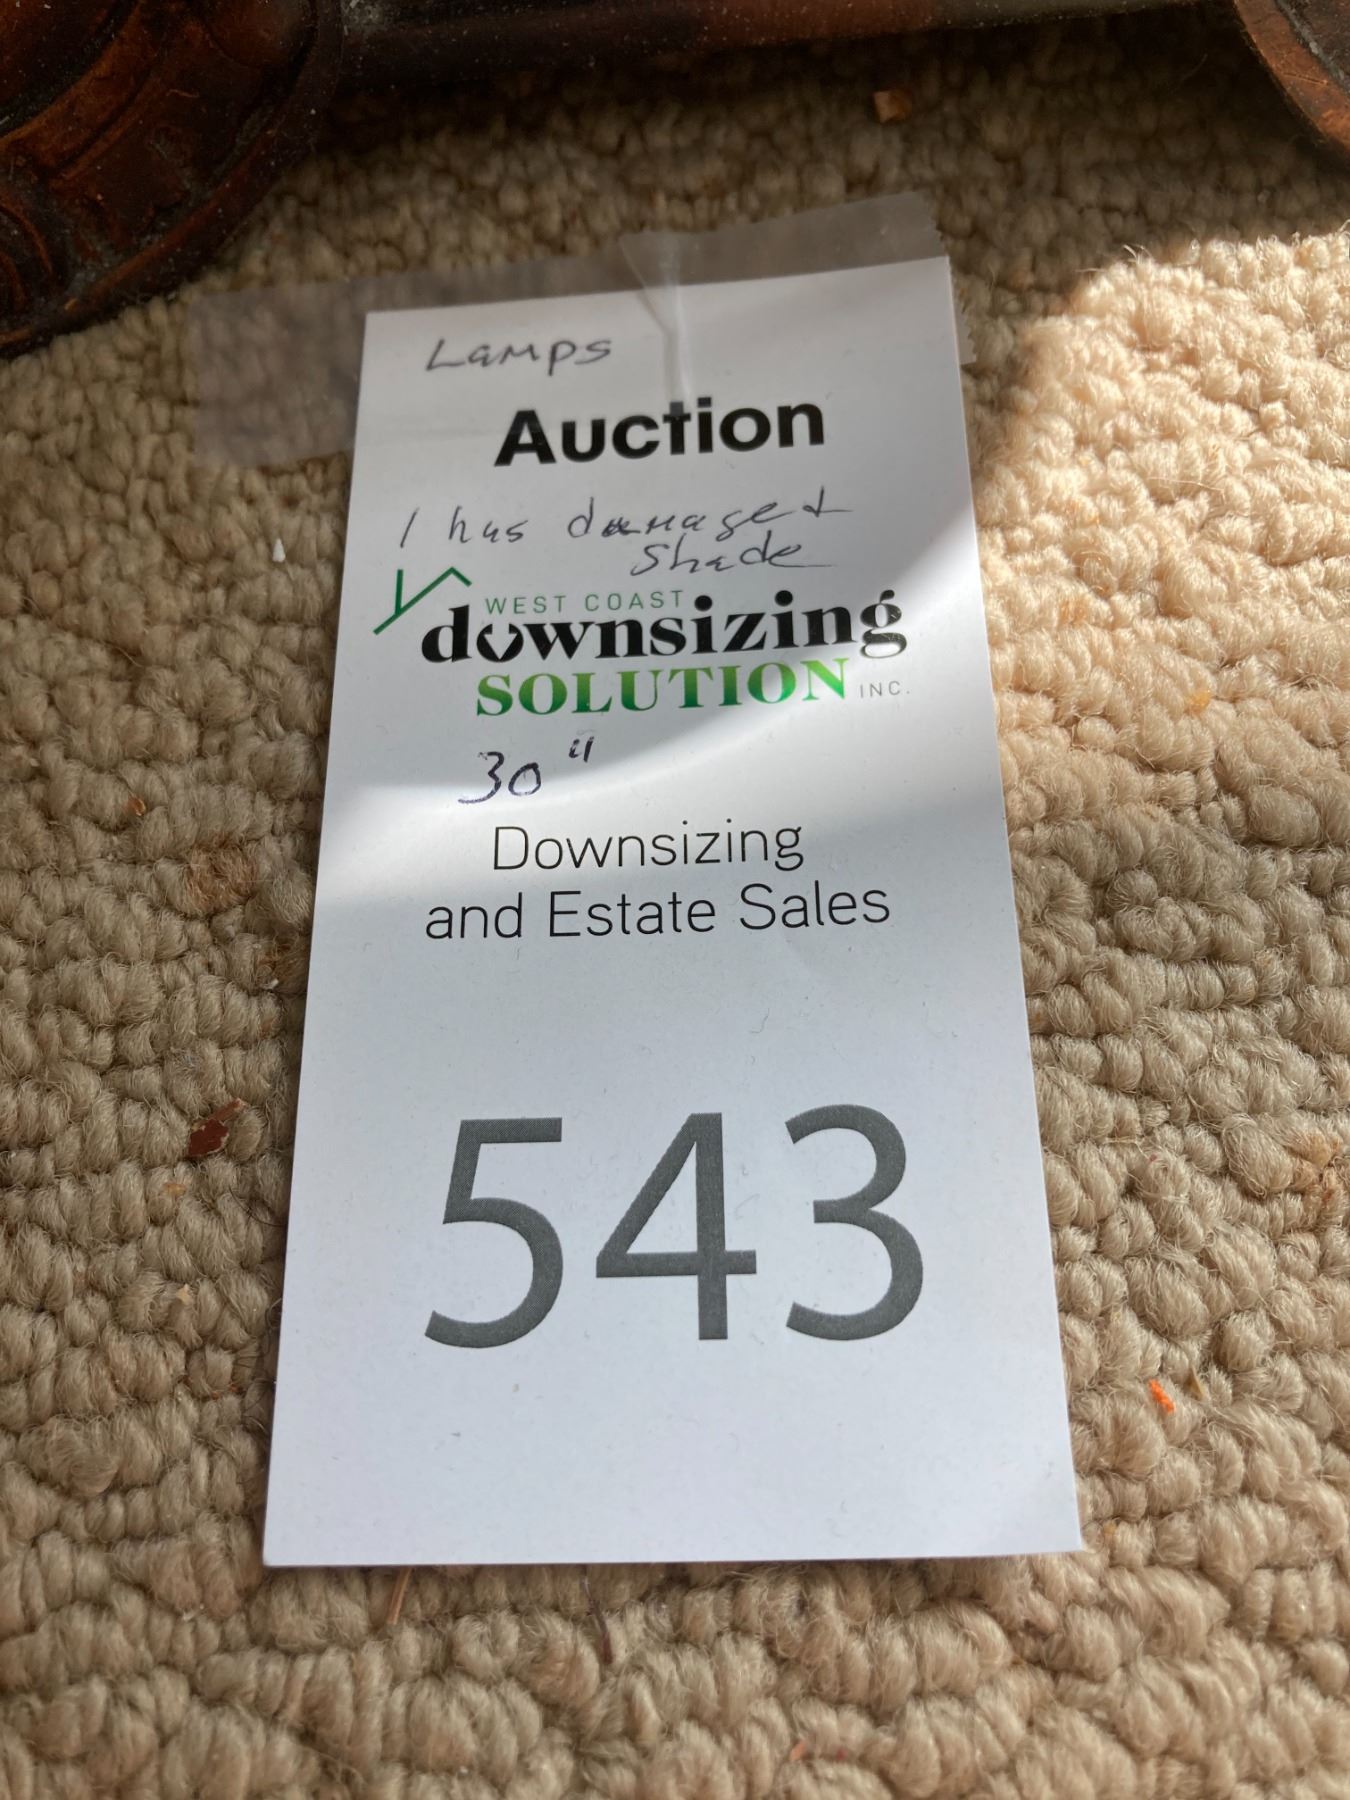 Lamps
Auction
1 has damaged
shade
WEST COAST
downsizing
SOLUTION INC.
30"
Downsizing
and Estate Sales
543